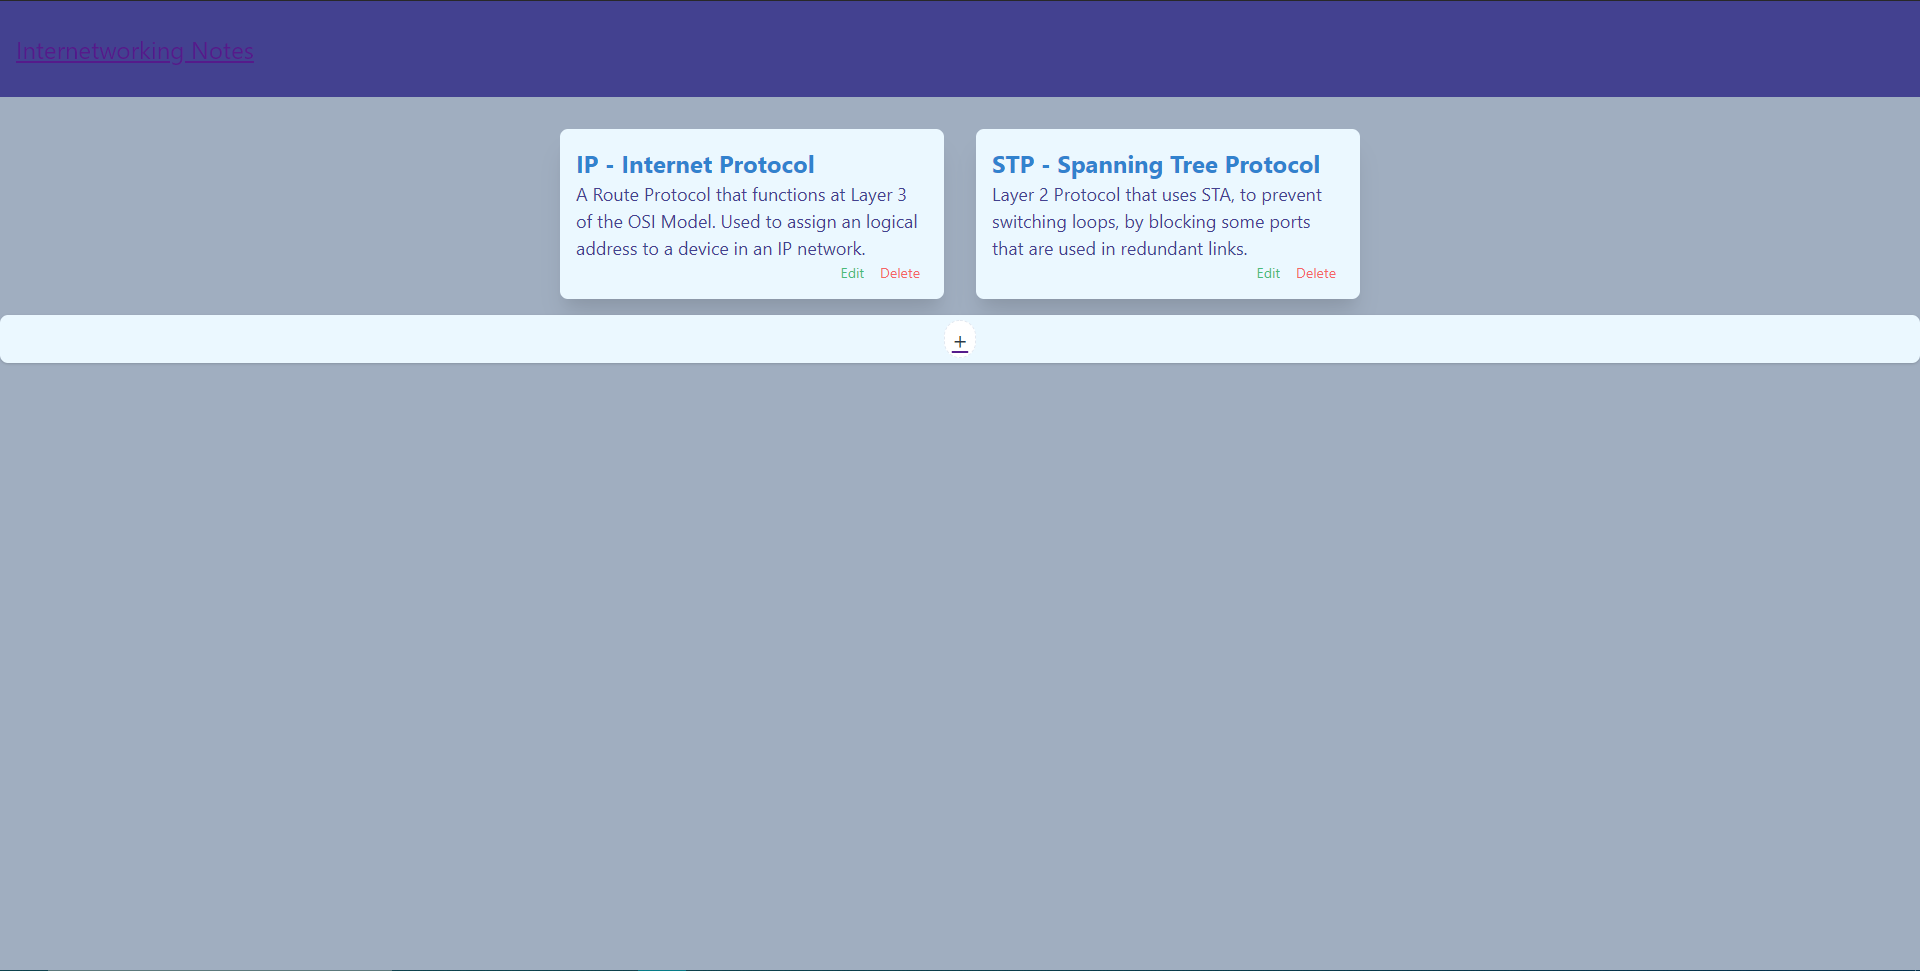 Internetworking Notes
IP - Internet Protocol
A Route Protocol that functions at Layer 3
of the OSI Model. Used to assign an logical
address to a device in an IP network.
Edit Delete
STP - Spanning Tree Protocol
Layer 2 Protocol that uses STA, to prevent
switching loops, by blocking some ports
that are used in redundant links.
Edit Delete
+